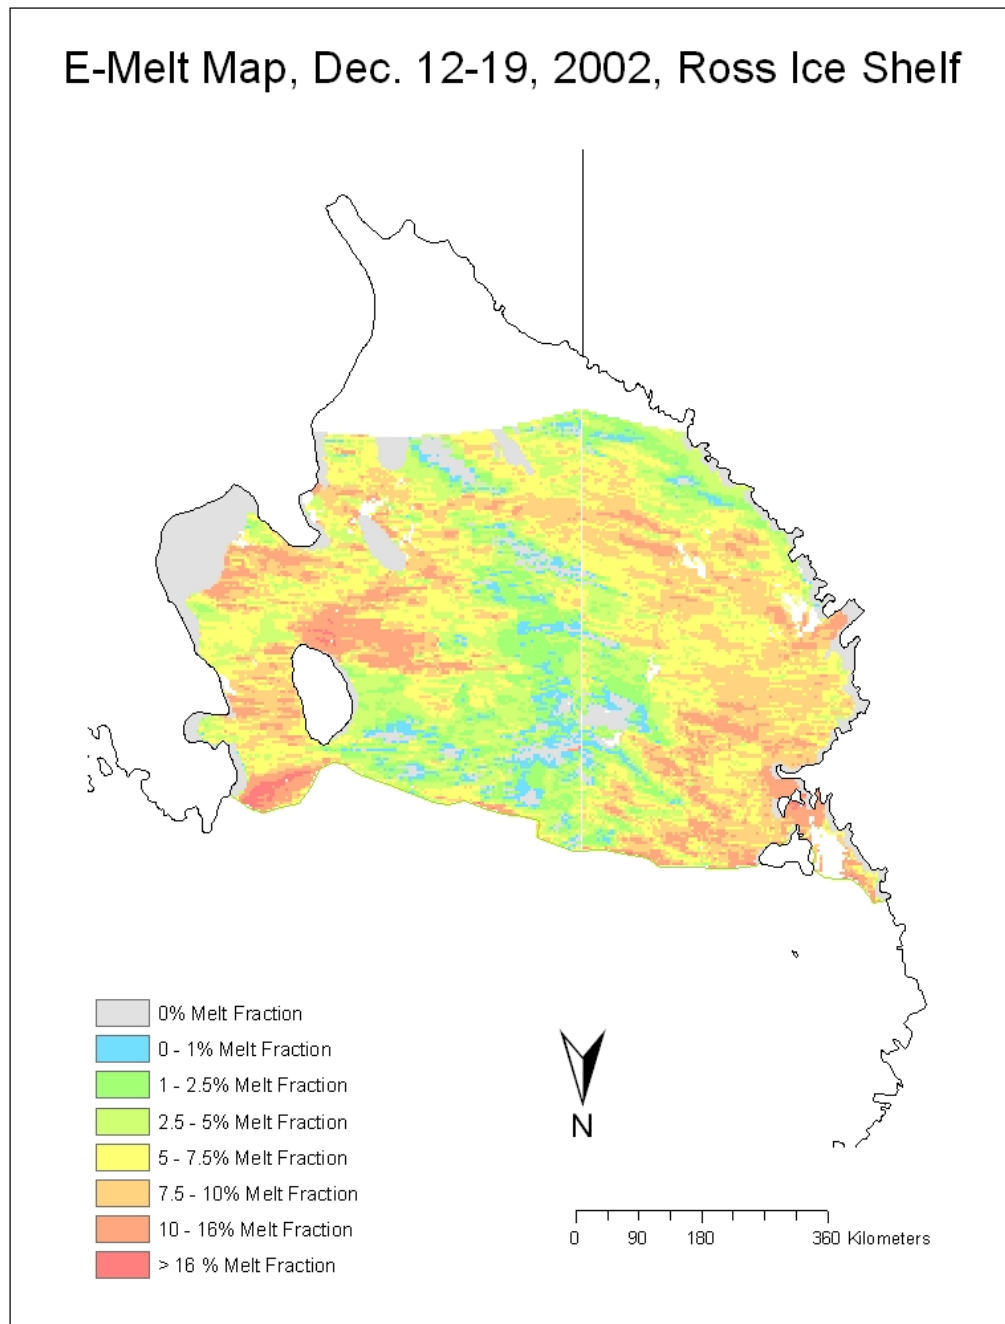 E-Melt Map, Dec. 12-19, 2002, Ross Ice Shelf
0% Melt Fraction
0 - 1% Melt Fraction
1 - 2.5% Melt Fraction
2.5 - 5% Melt Fraction
5 - 7.5% Melt Fraction
7.5 - 10% Melt Fraction
10 - 16% Melt Fraction
> 16 % Melt Fraction
N
0 90 180 360 Kilometers